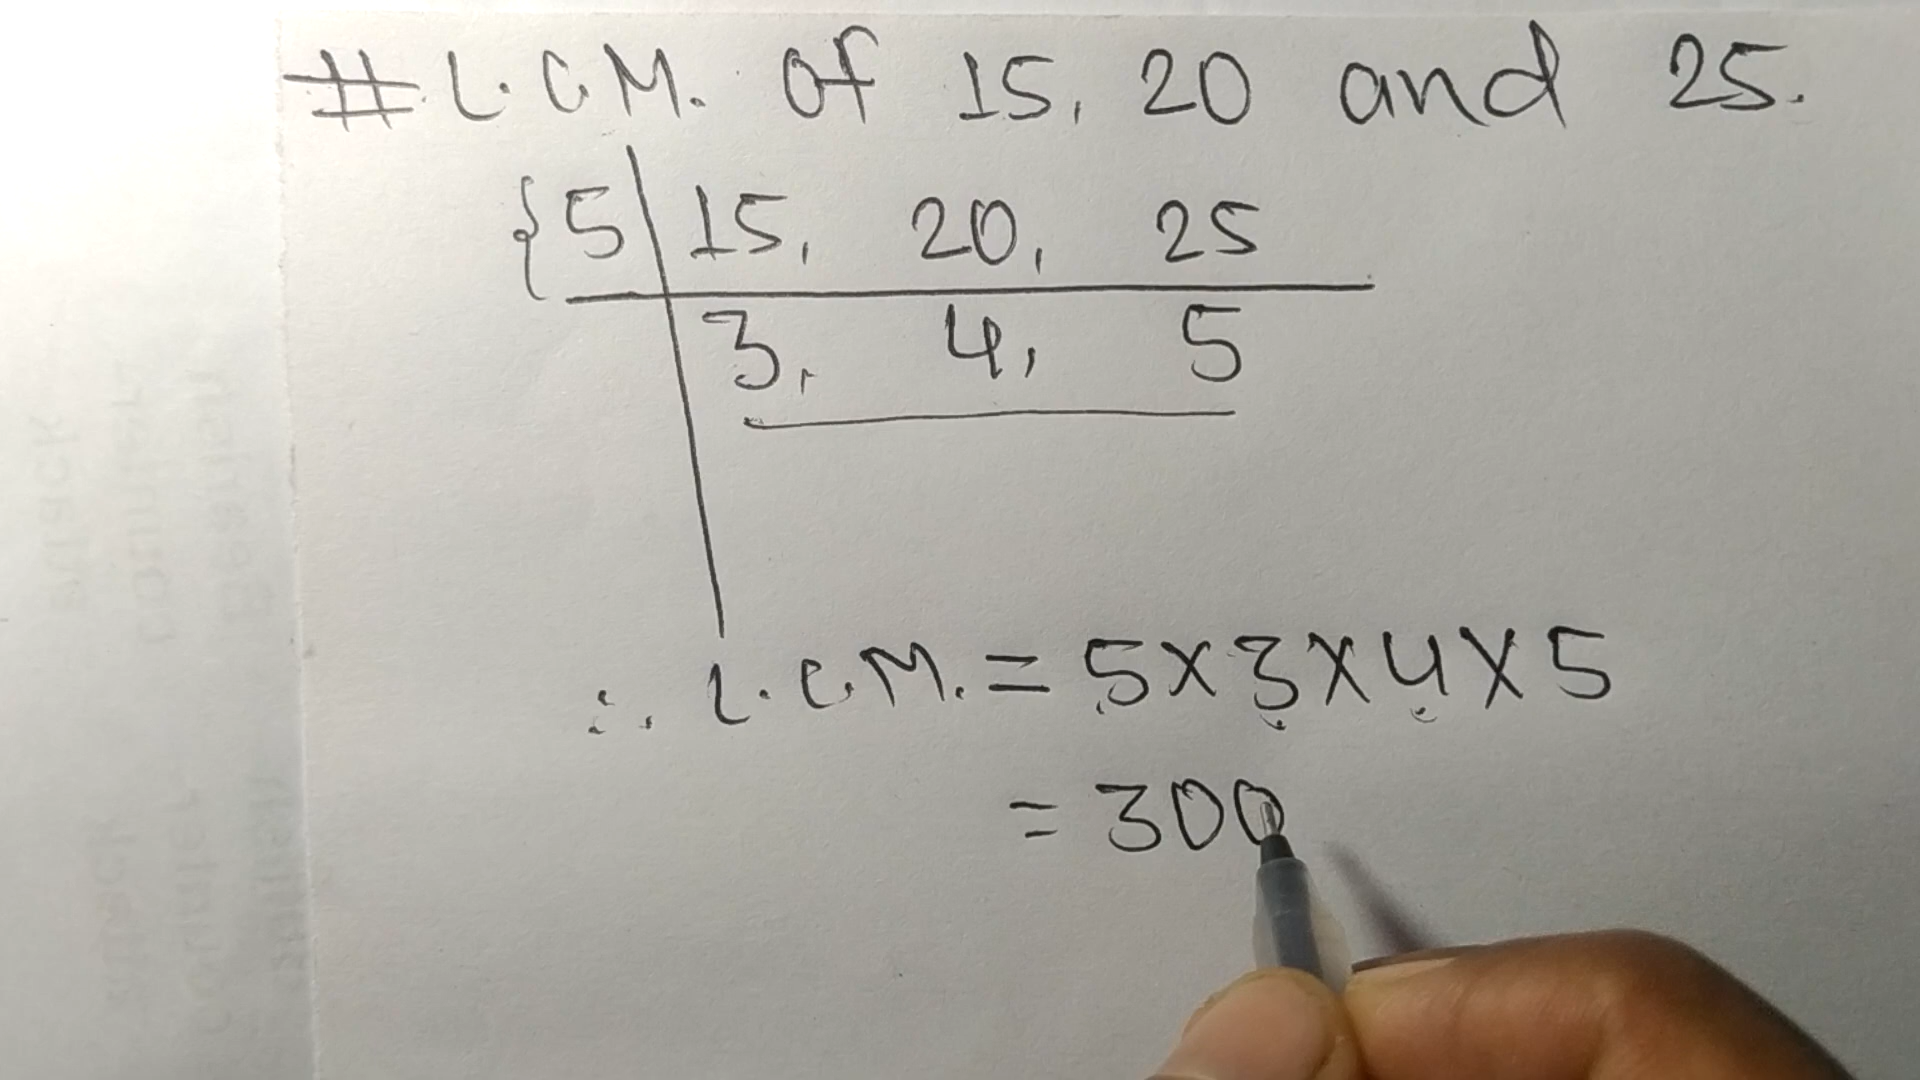 # L.C.M. of 15, 20 and 25.
{5 | 15, 20, 25
3, 4, 5
∴ L.C.M. = 5×3×4×5
= 300